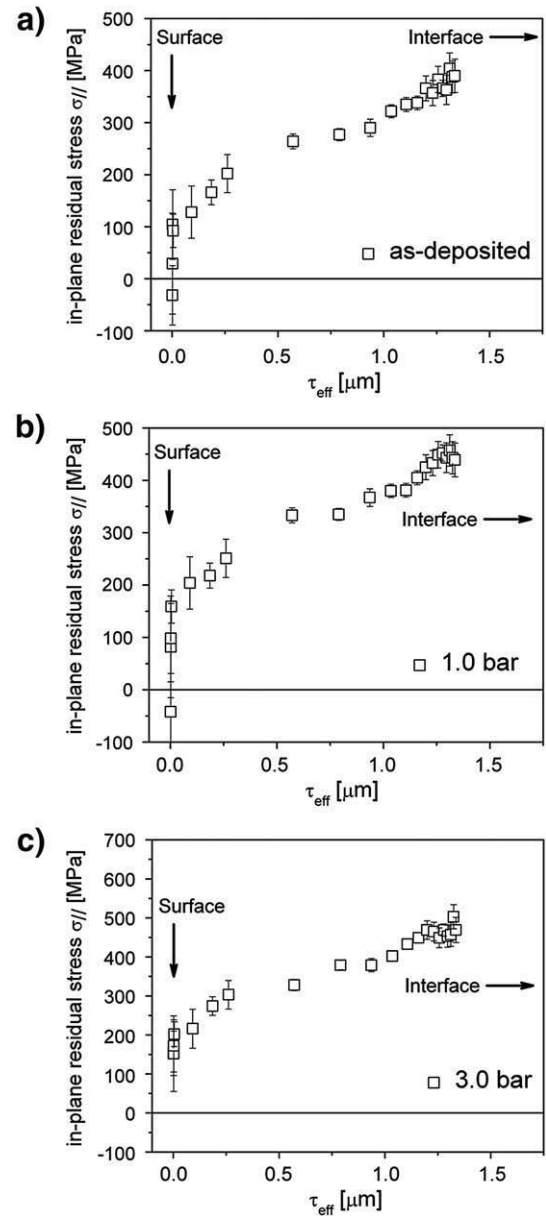 a)
500
400
300
200
100
0
-100
in-plane residual stress σ// [MPa]
Surface
Interface
as-deposited
0.0 0.5 1.0 1.5
τeff [μm]
b)
500
400
300
200
100
0
-100
in-plane residual stress σ// [MPa]
Surface
Interface
1.0 bar
0.0 0.5 1.0 1.5
τeff [μm]
c)
700
600
500
400
300
200
100
0
-100
in-plane residual stress σ// [MPa]
Surface
Interface
3.0 bar
0.0 0.5 1.0 1.5
τeff [μm]